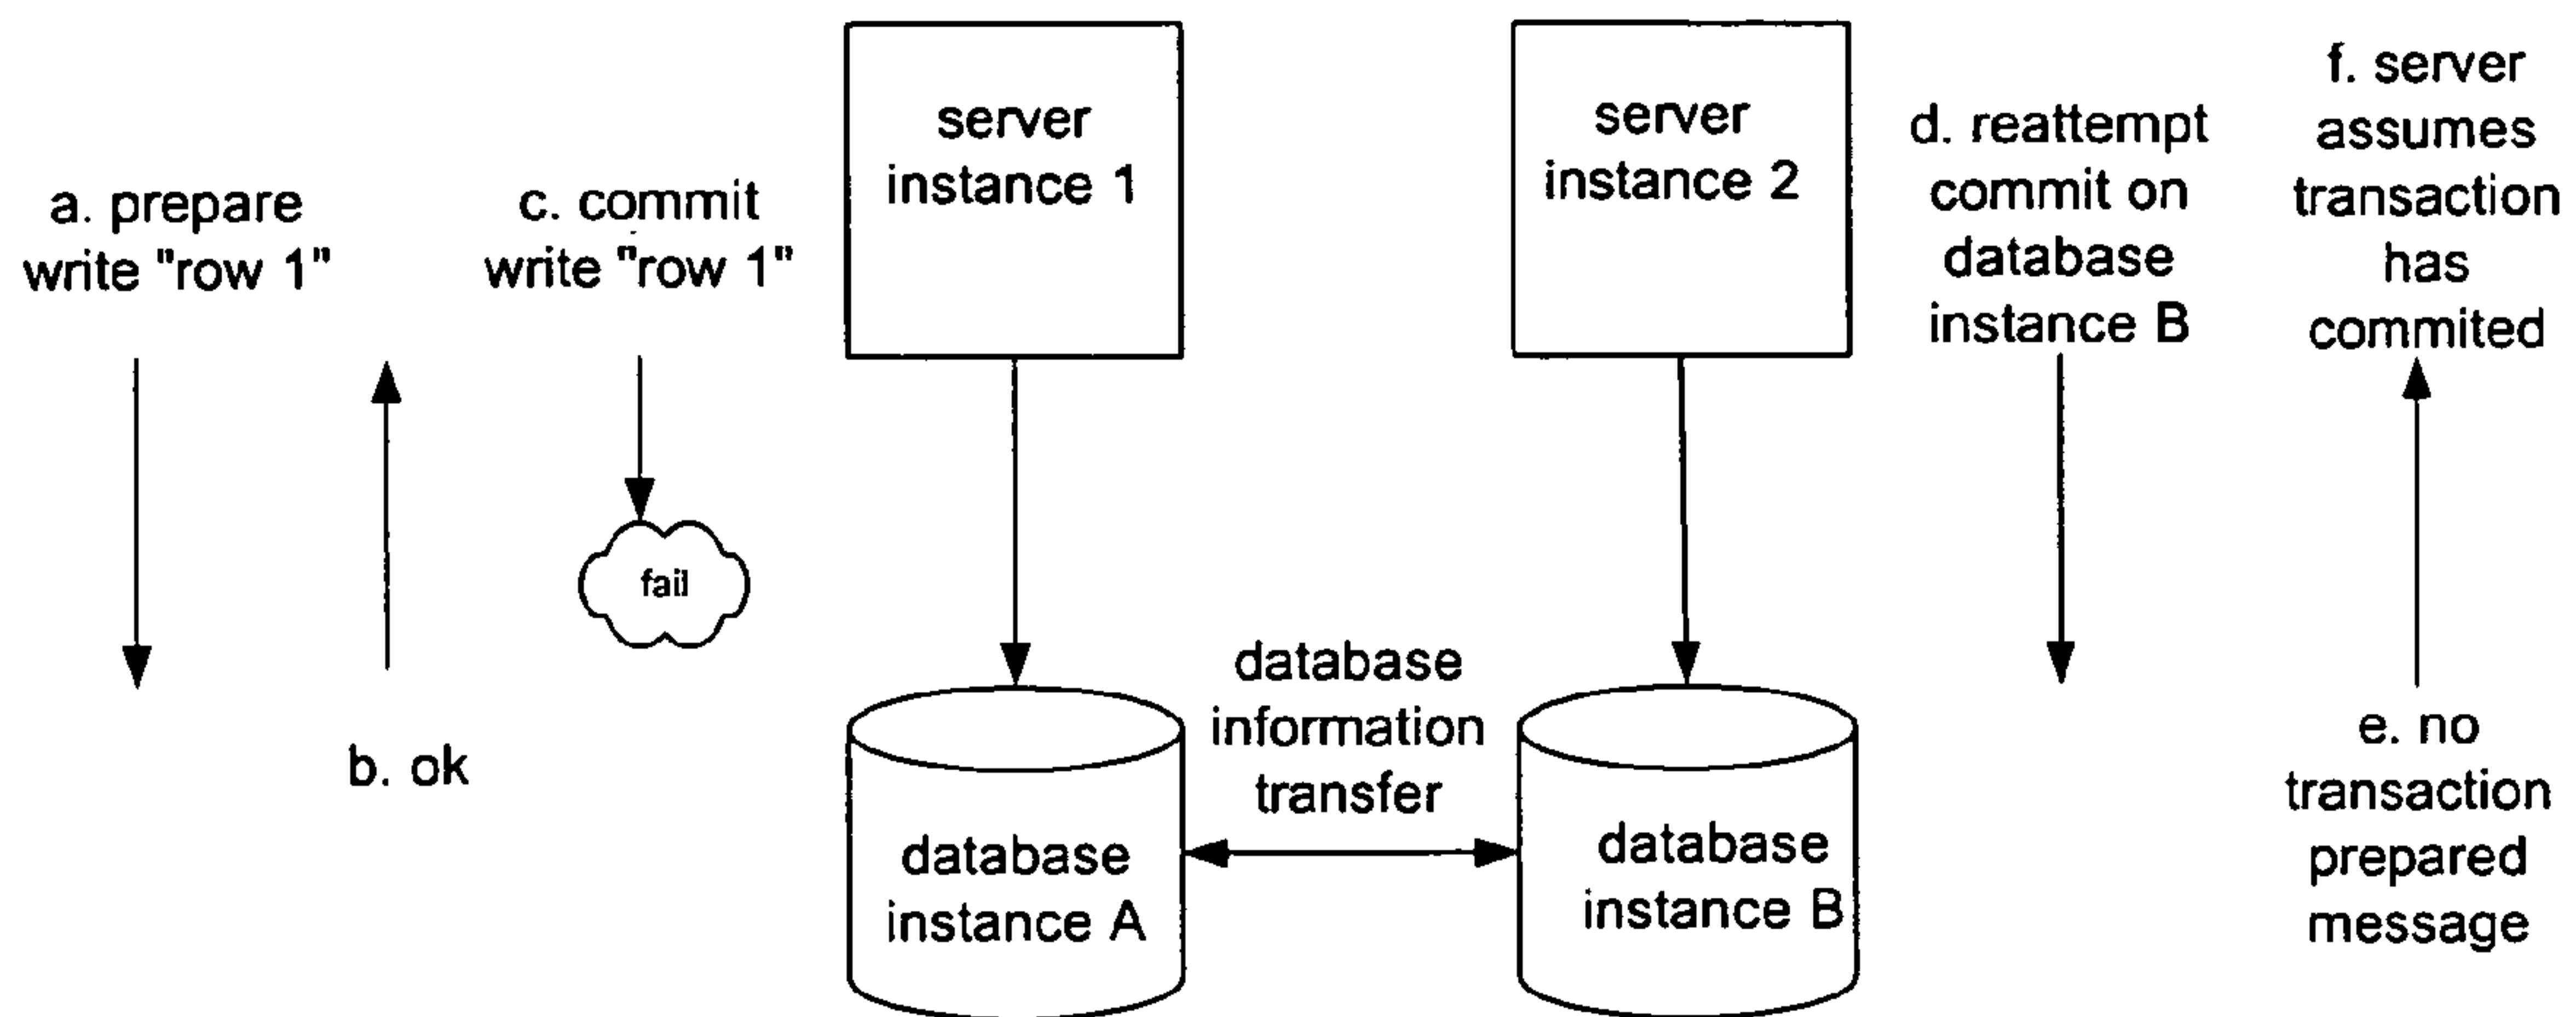 a. prepare
write "row 1"
b. ok
c. commit
write "row 1"
fail
server
instance 1
server
instance 2
d. reattempt
commit on
database
instance B
f. server
assumes
transaction
has
commited
database
information
transfer
database
instance A
database
instance B
e. no
transaction
prepared
message